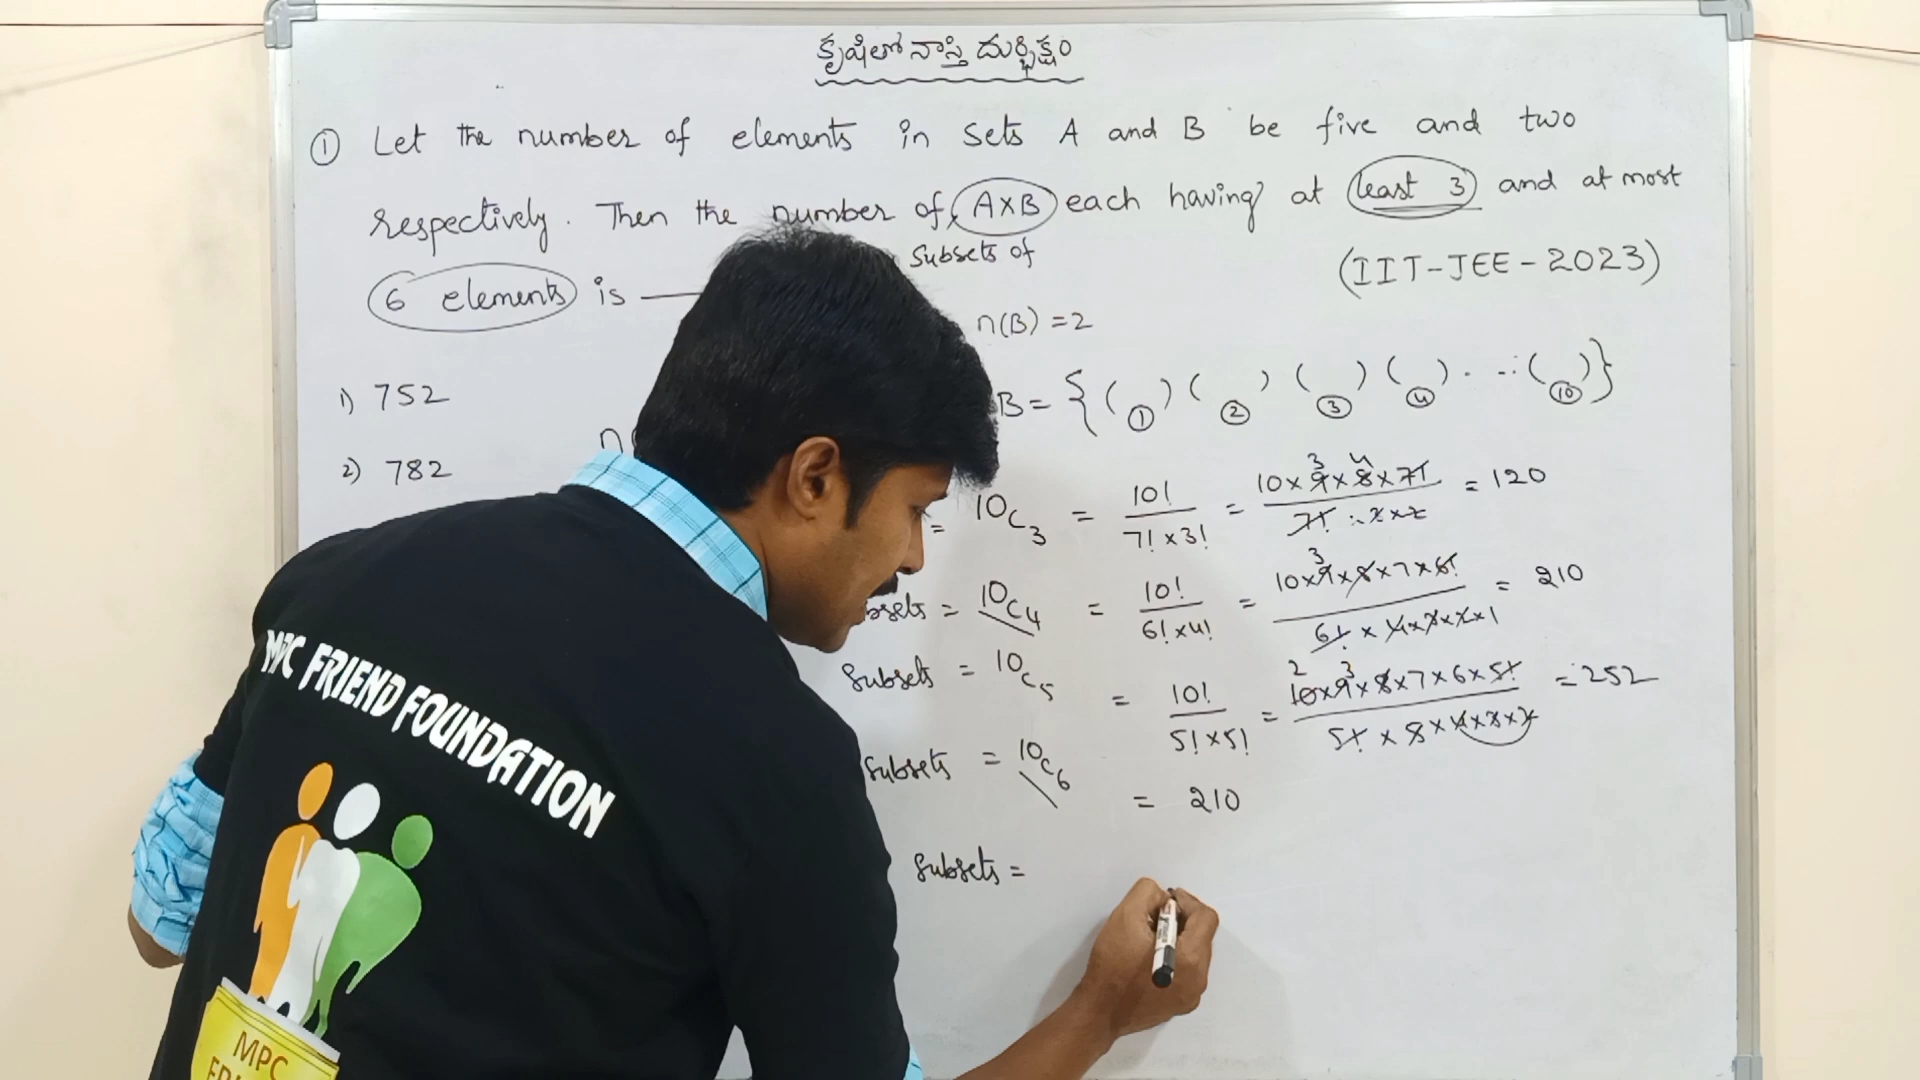 కృషితో నాస్తి దుర్భిక్షం
① Let the number of elements in sets A and B be five and two
respectively. Then the number of A×B each having at least 3 and at most
subsets of
6 elements is
(IIT-JEE-2023)
n(B) = 2
B = { ( ① ) ( ② ) ( ③ ) ( ④ ) . . . ( ⑩ ) }
1) 752
2) 782
n(
= 10C3 = 10! / 7! × 3! = 10 × 9 × 8 × 7! / 7! × 3 × 2 = 120
bsets = 10C4 = 10! / 6! × 4! = 10 × 9 × 8 × 7 × 6! / 6! × 4 × 3 × 2 × 1 = 210
Subsets = 10C5 = 10! / 5! × 5! = 10 × 9 × 8 × 7 × 6 × 5! / 5! × 5 × 4 × 3 × 2 = 252
Subsets = 10C6 = 210
Subsets =
MPC FRIEND FOUNDATION
MPC